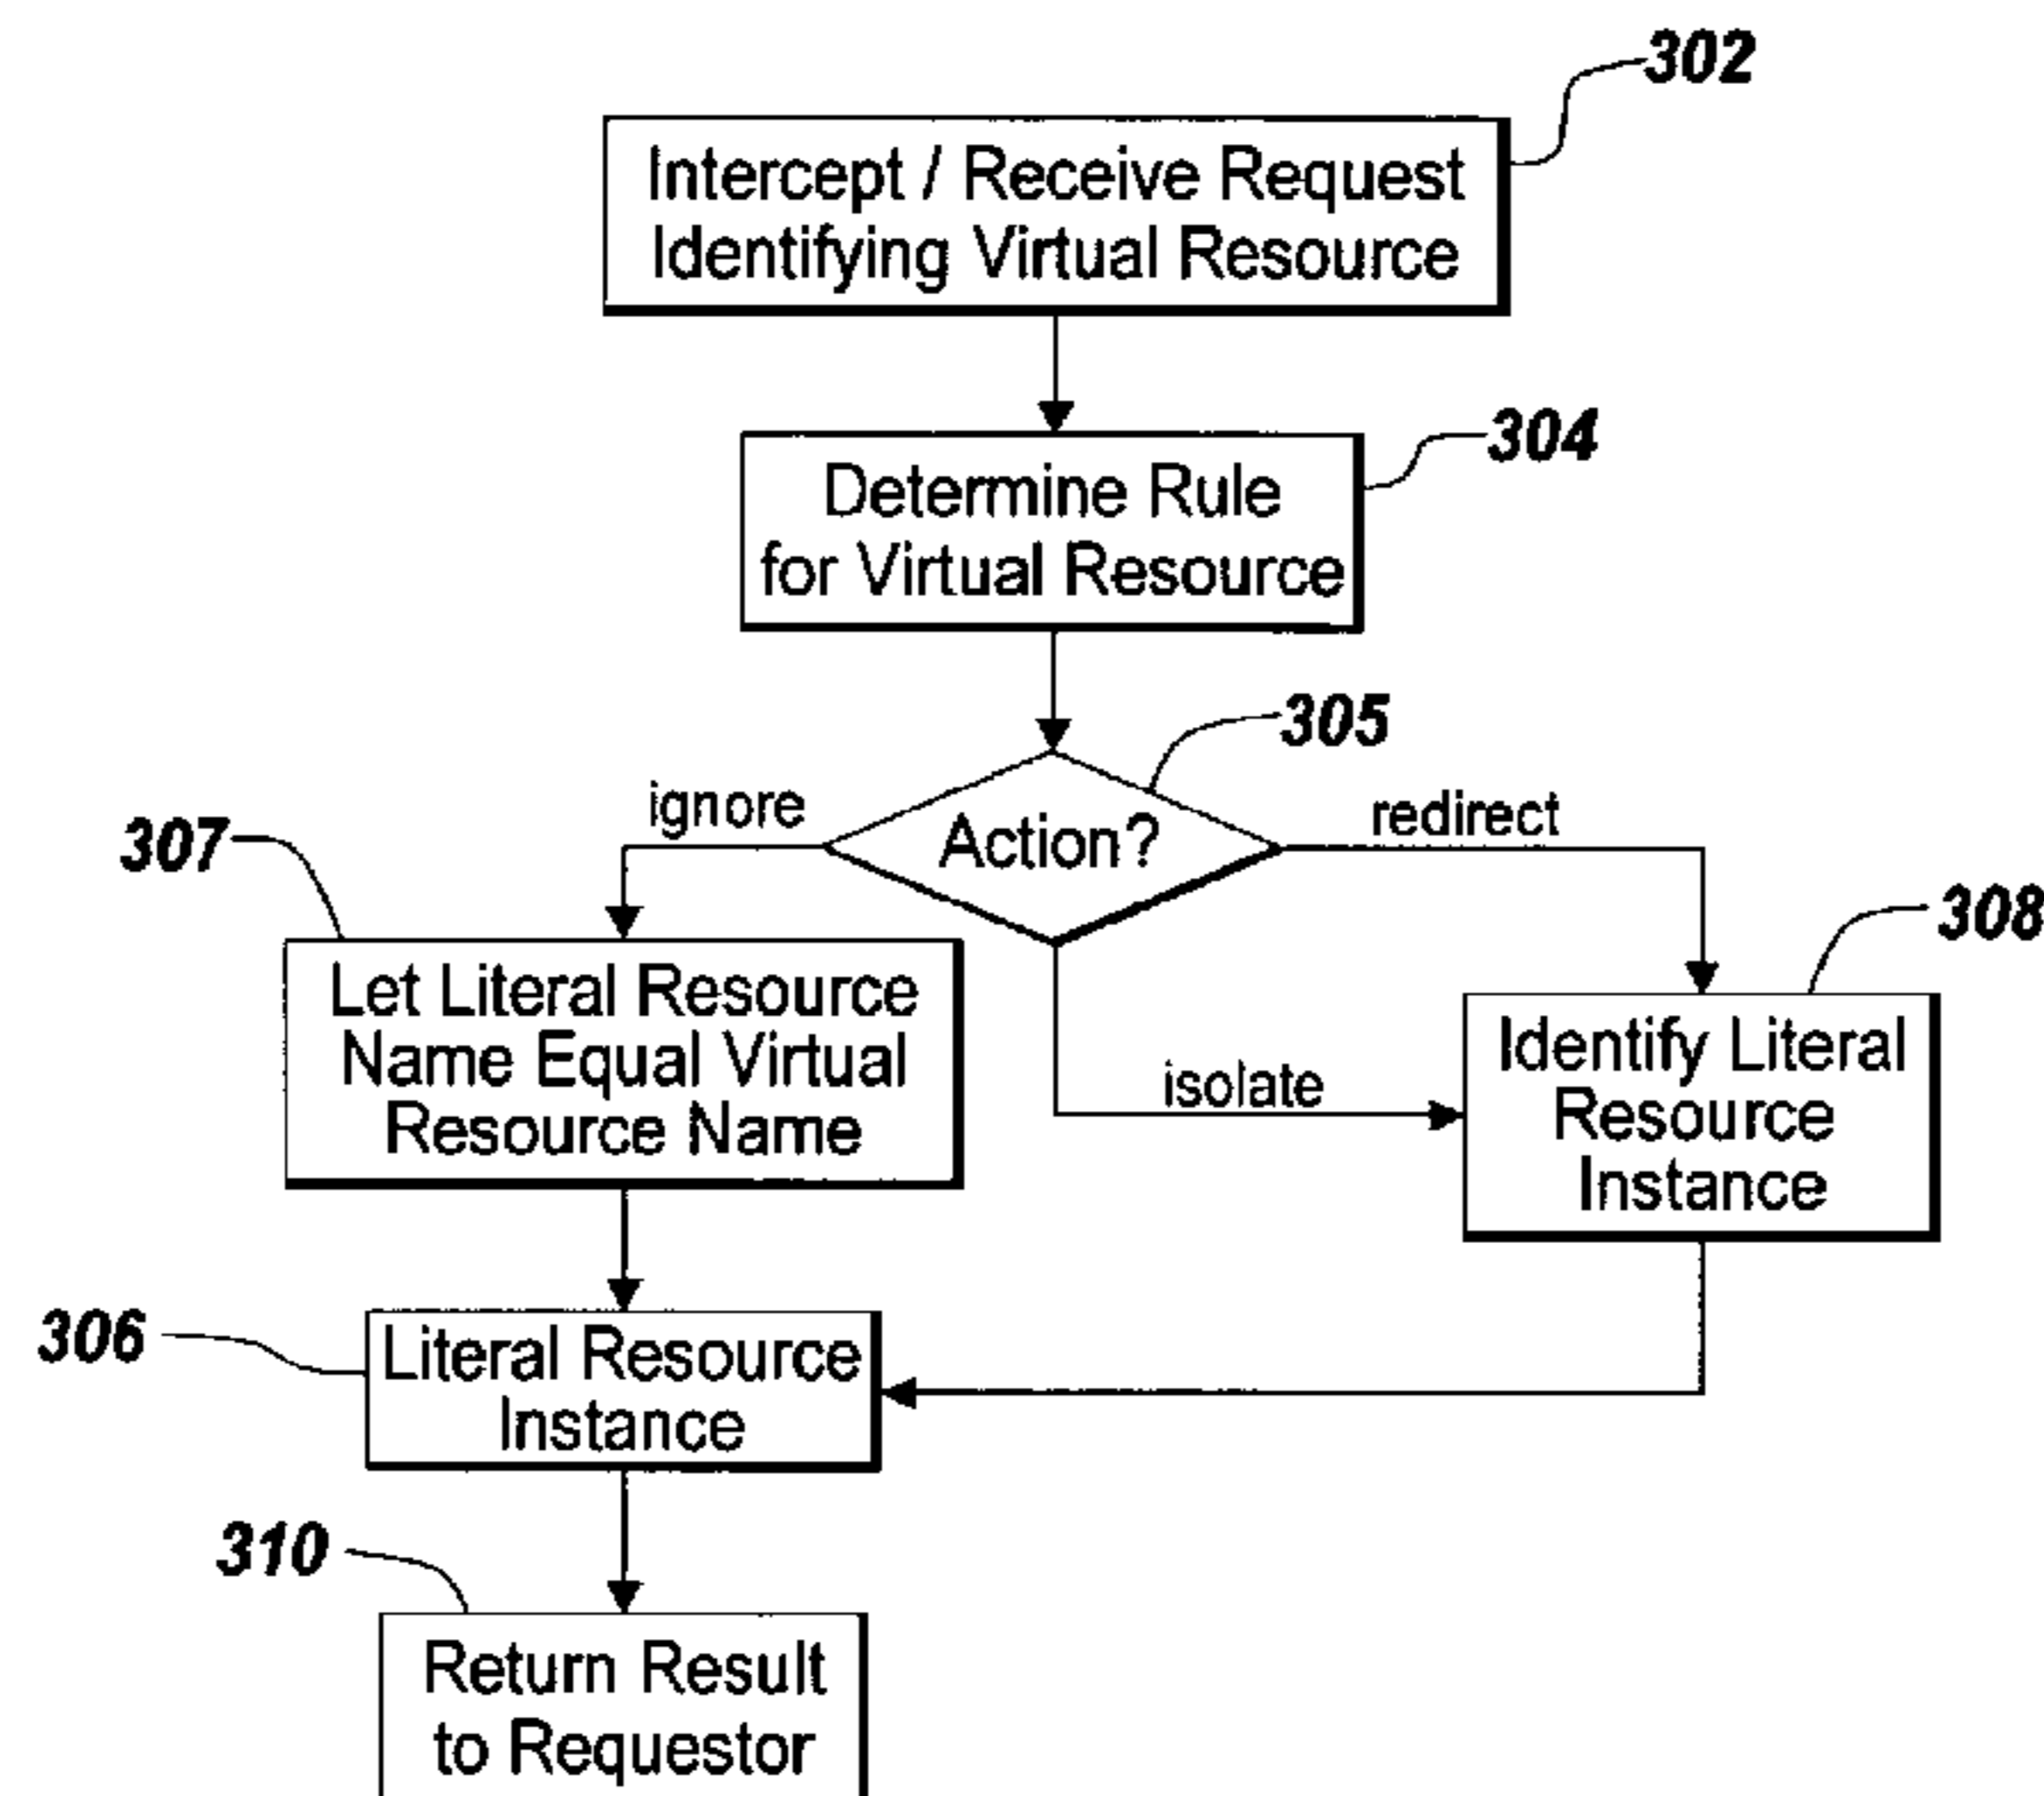 302
Intercept / Receive Request
Identifying Virtual Resource
304
Determine Rule
for Virtual Resource
305
Action?
ignore
redirect
307
Let Literal Resource
Name Equal Virtual
Resource Name
isolate
308
Identify Literal
Resource
Instance
306
Literal Resource
Instance
310
Return Result
to Requestor